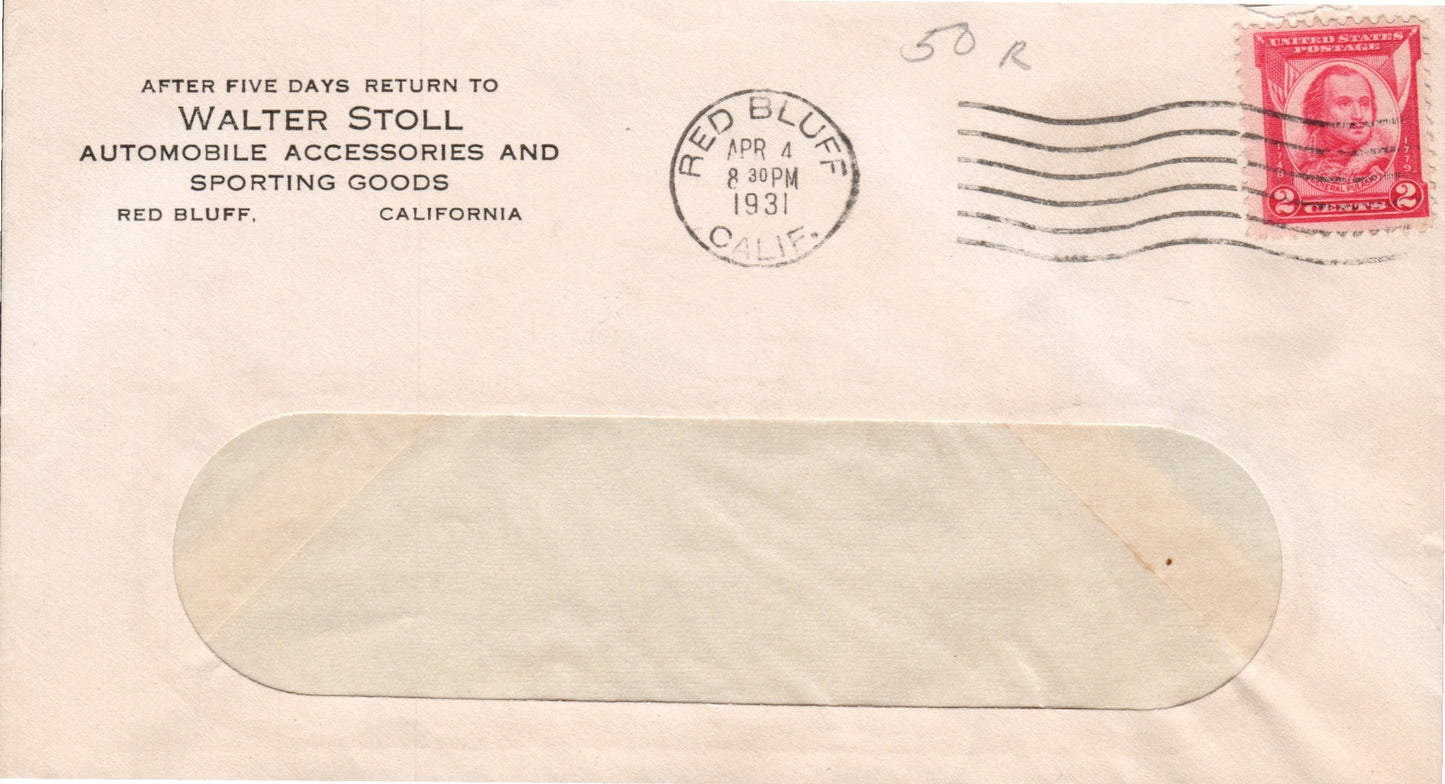 AFTER FIVE DAYS RETURN TO
WALTER STOLL
AUTOMOBILE ACCESSORIES AND
SPORTING GOODS
RED BLUFF, CALIFORNIA
RED BLUFF
APR 4
8 30 PM
1931
CALIF.
50 R
UNITED STATES
POSTAGE
1748 1779
GENERAL PULASKI
2 CENTS 2